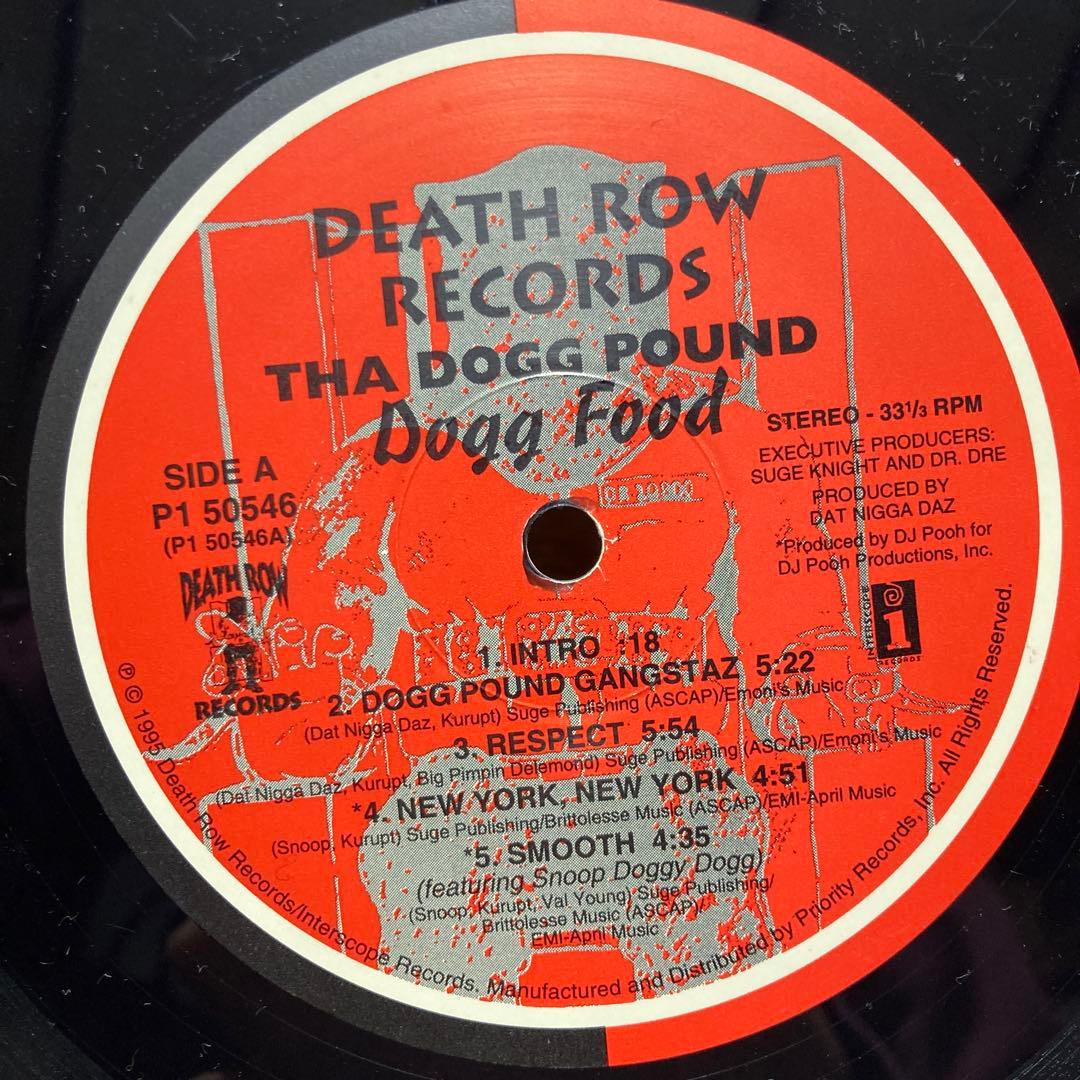 DEATH ROW
RECORDS
THA DOGG POUND
Dogg Food
SIDE A
P1 50546
(P1 50546A)
DEATH ROW
RECORDS
STEREO - 33 1/3 RPM
EXECUTIVE PRODUCERS:
SUGE KNIGHT AND DR. DRE
PRODUCED BY
DAT NIGGA DAZ
*Produced by DJ Pooh for
DJ Pooh Productions, Inc.
INTERSCOPE
RECORDS
1. INTRO :18
2. DOGG POUND GANGSTAZ 5:22
(Dat Nigga Daz, Kurupt) Suge Publishing (ASCAP)/Emoni's Music
3. RESPECT 5:54
(Dat Nigga Daz, Kurupt, Big Pimpin Delemond) Suge Publishing (ASCAP)/Emoni's Music
*4. NEW YORK, NEW YORK 4:51
(Snoop, Kurupt) Suge Publishing/Brittolesse Music (ASCAP)/EMI-April Music
*5. SMOOTH 4:35
(featuring Snoop Doggy Dogg)
(Snoop, Kurupt, Val Young) Suge Publishing/
Brittolesse Music (ASCAP)/
EMI-April Music
℗ © 1995 Death Row Records/Interscope Records. Manufactured and Distributed by Priority Records, Inc. All Rights Reserved.